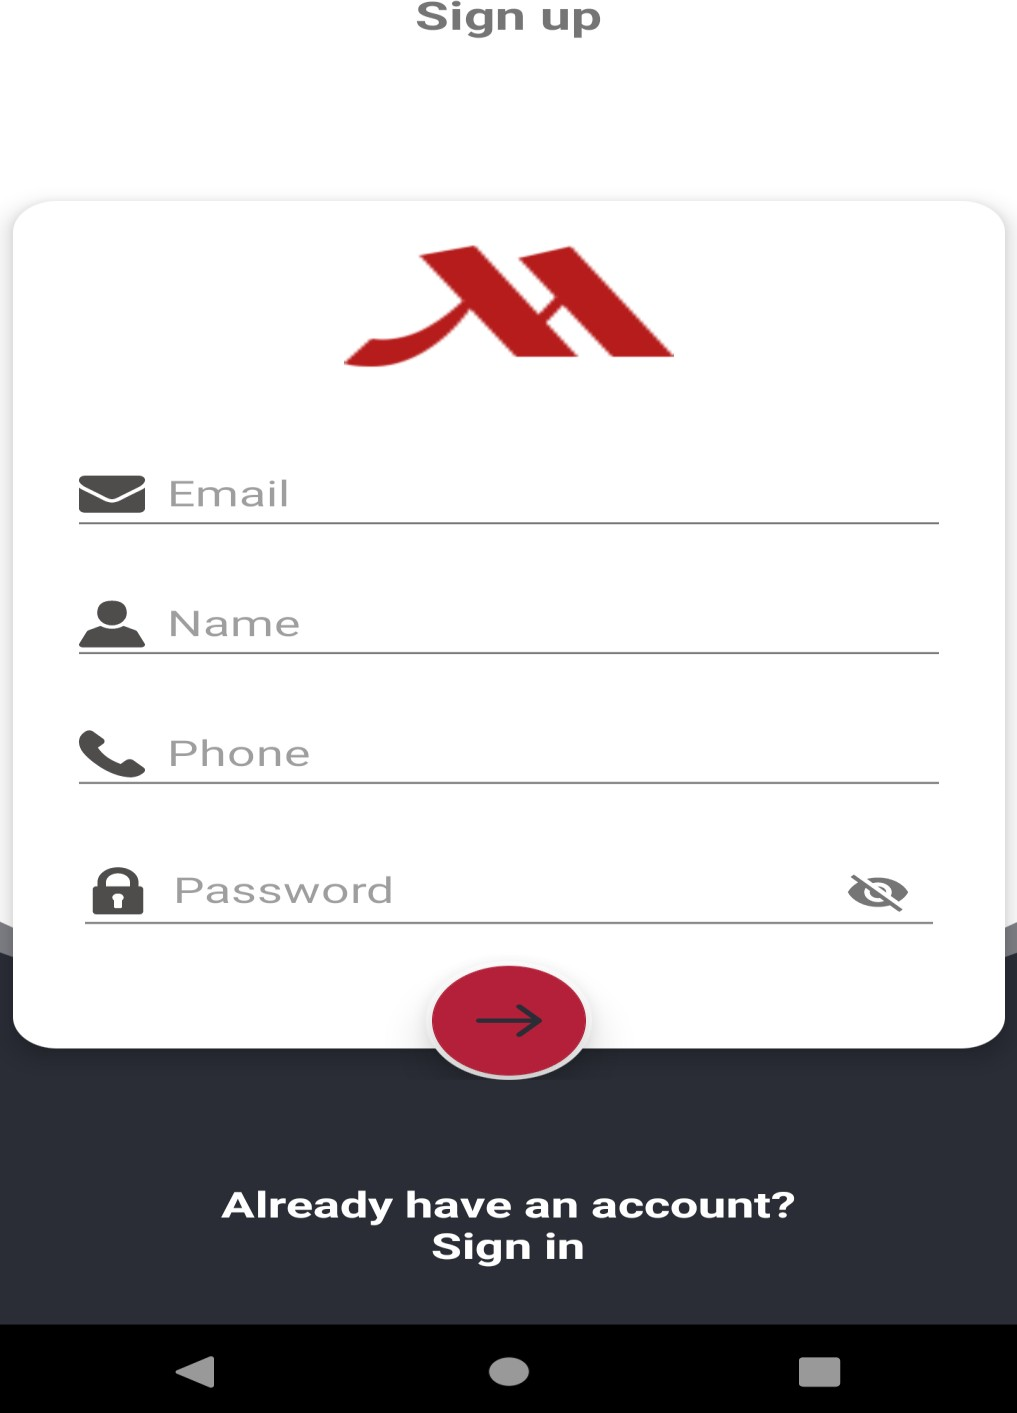 Sign up
Email
Name
Phone
Password
Already have an account?
Sign in